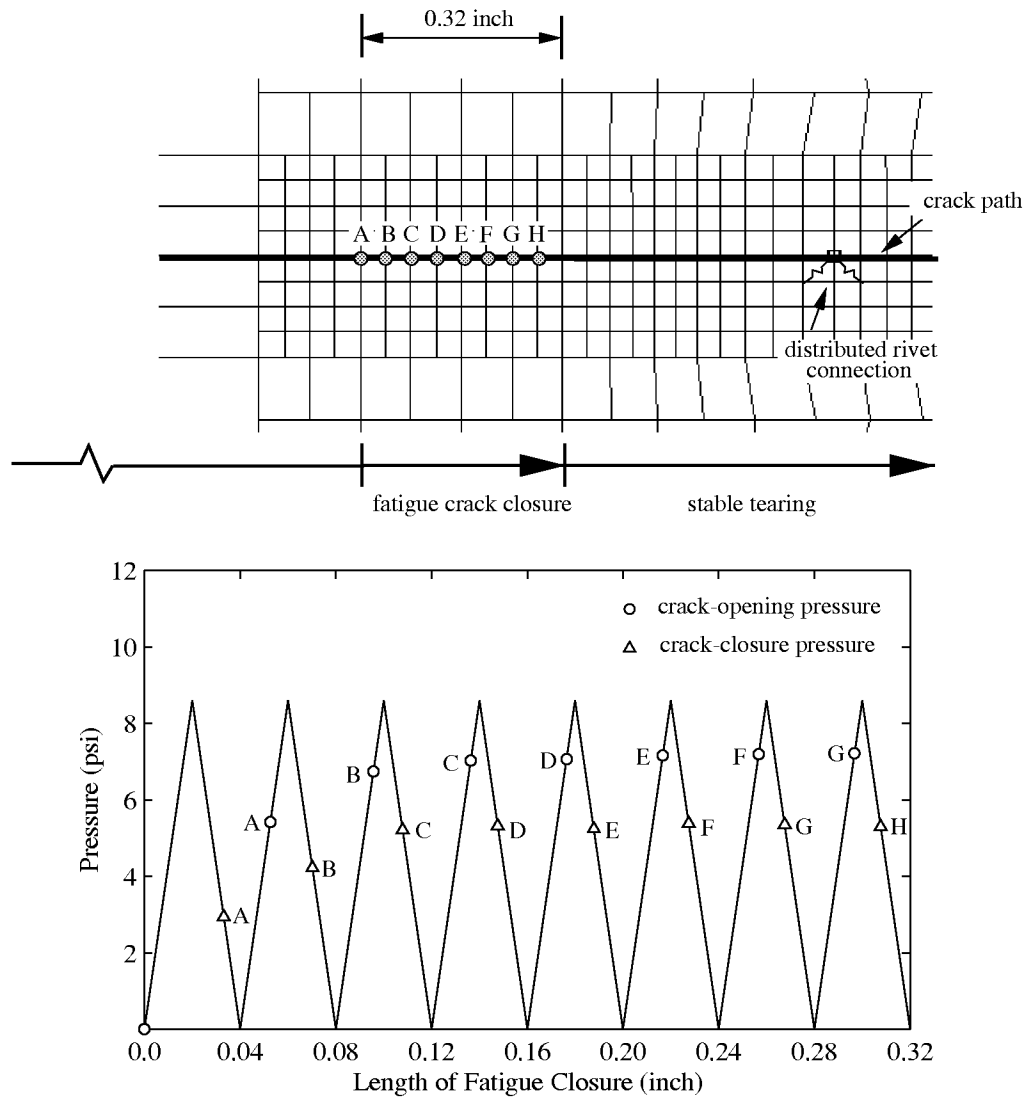 0.32 inch
crack path
A B C D E F G H
distributed rivet
connection
fatigue crack closure
stable tearing
12
10
8
6
4
2
0.0 0.04 0.08 0.12 0.16 0.20 0.24 0.28 0.32
Pressure (psi)
Length of Fatigue Closure (inch)
crack-opening pressure
crack-closure pressure
A B C D E F G
A B C D E F G H